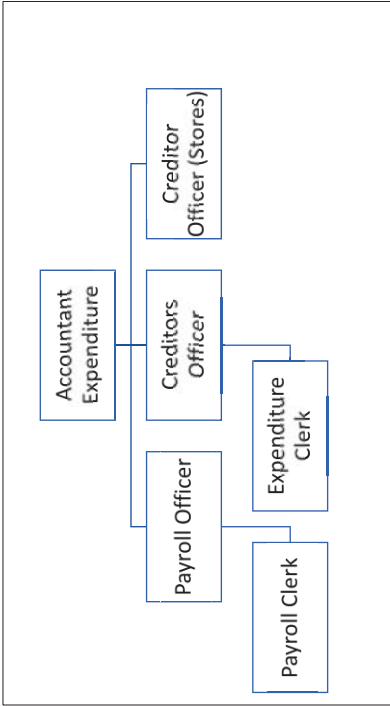 Accountant
Expenditure
Payroll Officer
Creditors
Officer
Creditor
Officer (Stores)
Payroll Clerk
Expenditure
Clerk